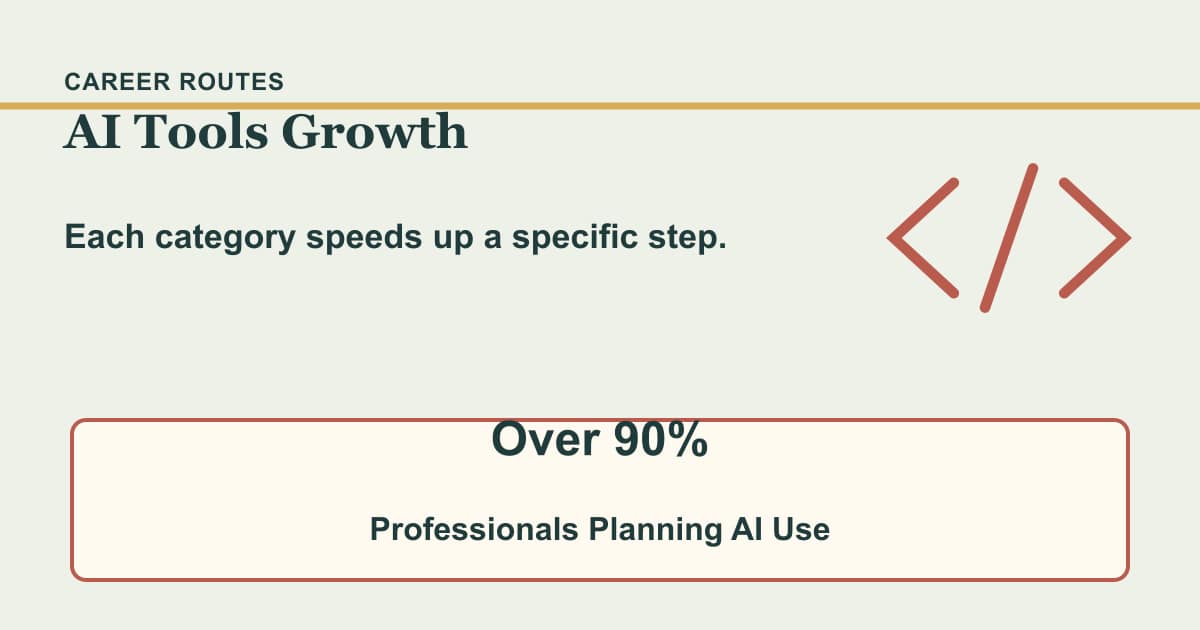 CAREER ROUTES
AI Tools Growth
Each category speeds up a specific step.
</>
Over 90%
Professionals Planning AI Use